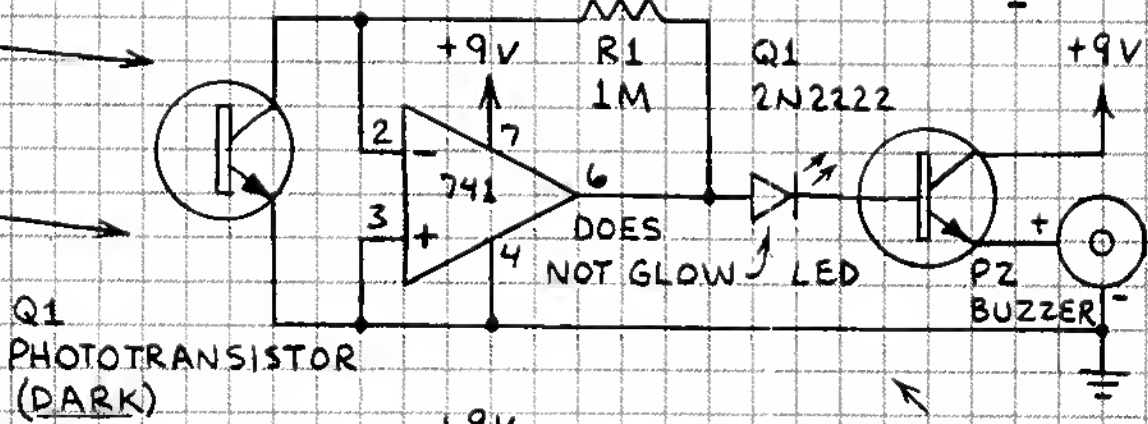 +9V
R1
1M
Q1
2N2222
+9V
2
-
7
741
6
3
+
4
DOES
NOT GLOW
LED
+
-
PZ
BUZZER
Q1
PHOTOTRANSISTOR
(DARK)